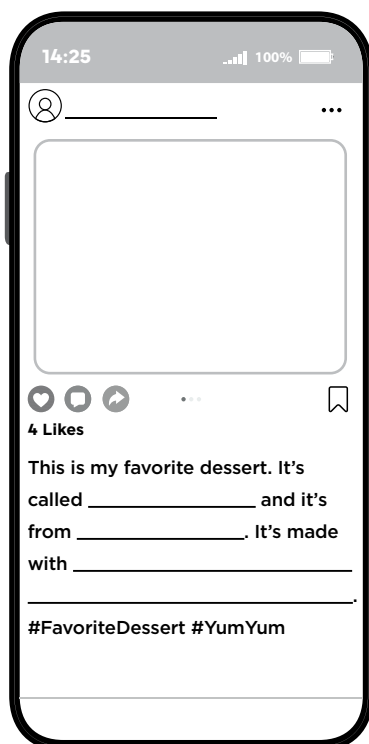 14:25 100%
4 Likes
This is my favorite dessert. It’s
called ________________ and it’s
from ________________. It’s made
with ___________________________
________________________________.
#FavoriteDessert #YumYum